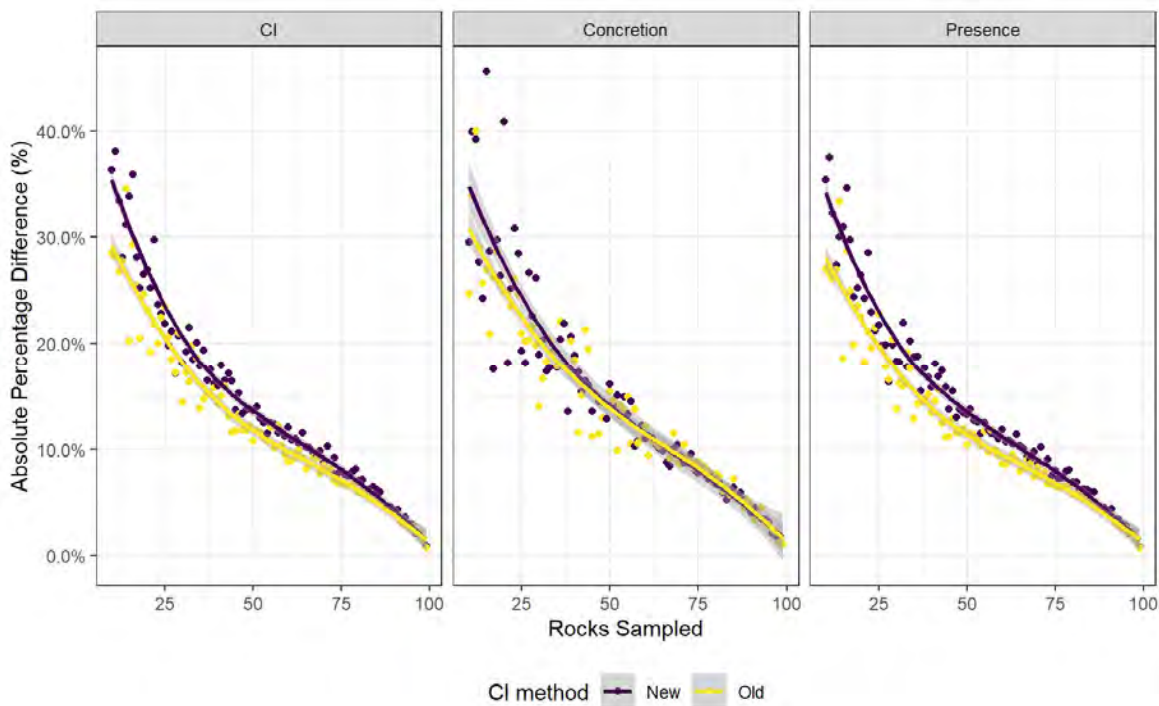 CI Concretion Presence
Absolute Percentage Difference (%)
40.0%
30.0%
20.0%
10.0%
0.0%
25 50 75 100 25 50 75 100 25 50 75 100
Rocks Sampled
CI method New Old